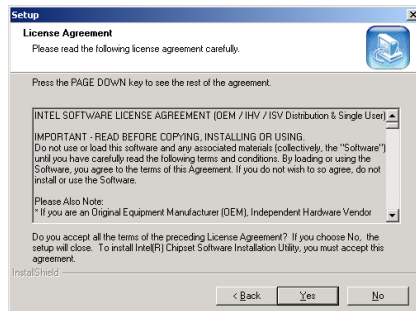 Setup
License Agreement
Please read the following license agreement carefully.
Press the PAGE DOWN key to see the rest of the agreement.
INTEL SOFTWARE LICENSE AGREEMENT (OEM / IHV / ISV Distribution & Single User)
IMPORTANT - READ BEFORE COPYING, INSTALLING OR USING.
Do not use or load this software and any associated materials (collectively, the "Software")
until you have carefully read the following terms and conditions. By loading or using the
Software, you agree to the terms of this Agreement. If you do not wish to so agree, do not
install or use the Software.
Please Also Note:
* If you are an Original Equipment Manufacturer (OEM), Independent Hardware Vendor
Do you accept all the terms of the preceding License Agreement? If you choose No, the
setup will close. To install Intel(R) Chipset Software Installation Utility, you must accept this
agreement.
InstallShield
< Back Yes No